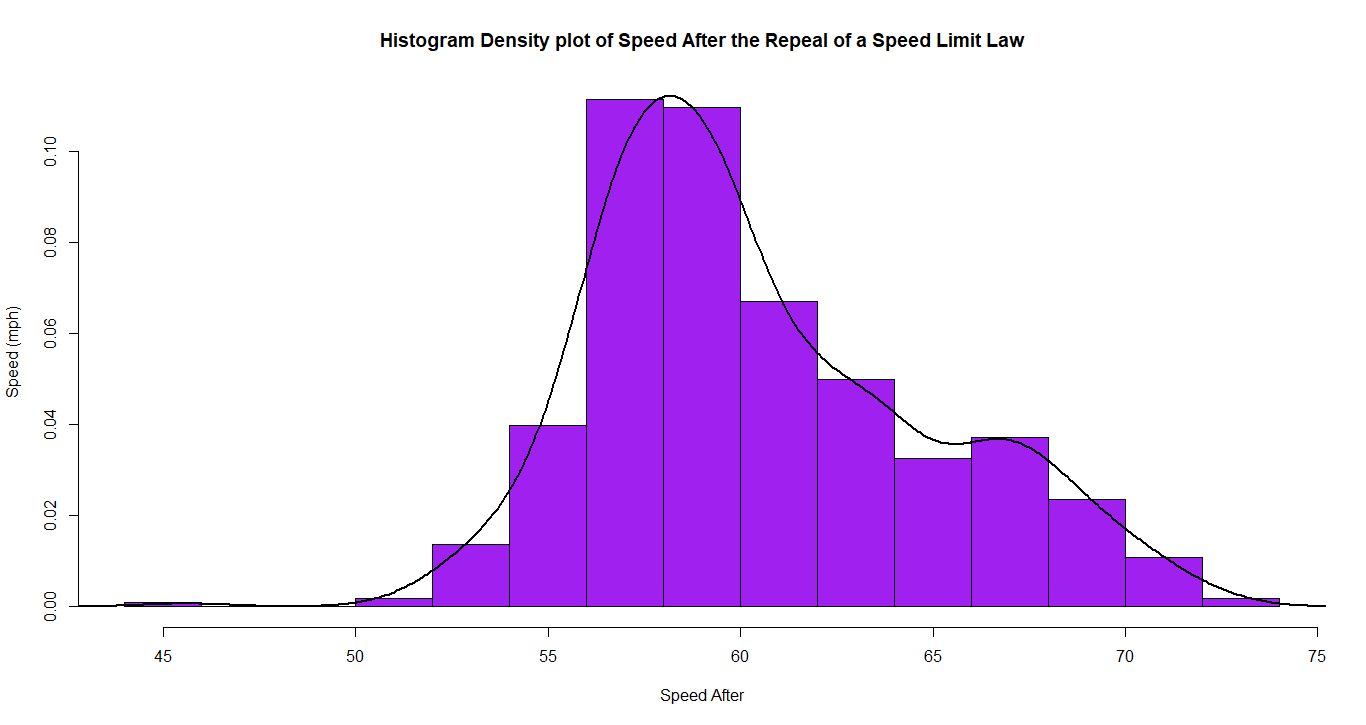 Histogram Density plot of Speed After the Repeal of a Speed Limit Law
Speed (mph)
0.10
0.08
0.06
0.04
0.02
0.00
45 50 55 60 65 70 75
Speed After